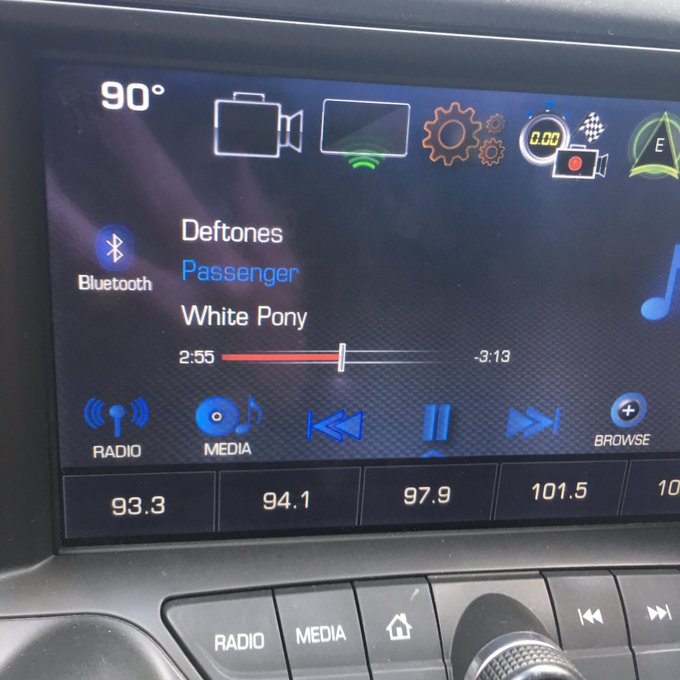 90°
0.00
E
Bluetooth
Deftones
Passenger
White Pony
2:55 -3:13
RADIO MEDIA BROWSE
93.3 94.1 97.9 101.5 10
RADIO MEDIA